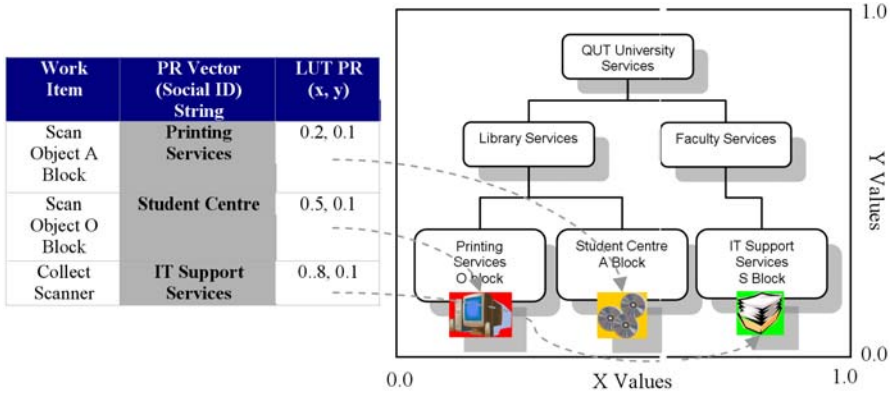 Work
Item
PR Vector
(Social ID)
String
LUT PR
(x, y)
Scan
Object A
Block
Printing
Services
0.2, 0.1
Scan
Object O
Block
Student Centre
0.5, 0.1
Collect
Scanner
IT Support
Services
0..8, 0.1
1.0
QUT University
Services
Library Services
Faculty Services
Printing
Services
O block
Student Centre
A Block
IT Support
Services
S Block
Y Values
0.0
0.0
X Values
1.0